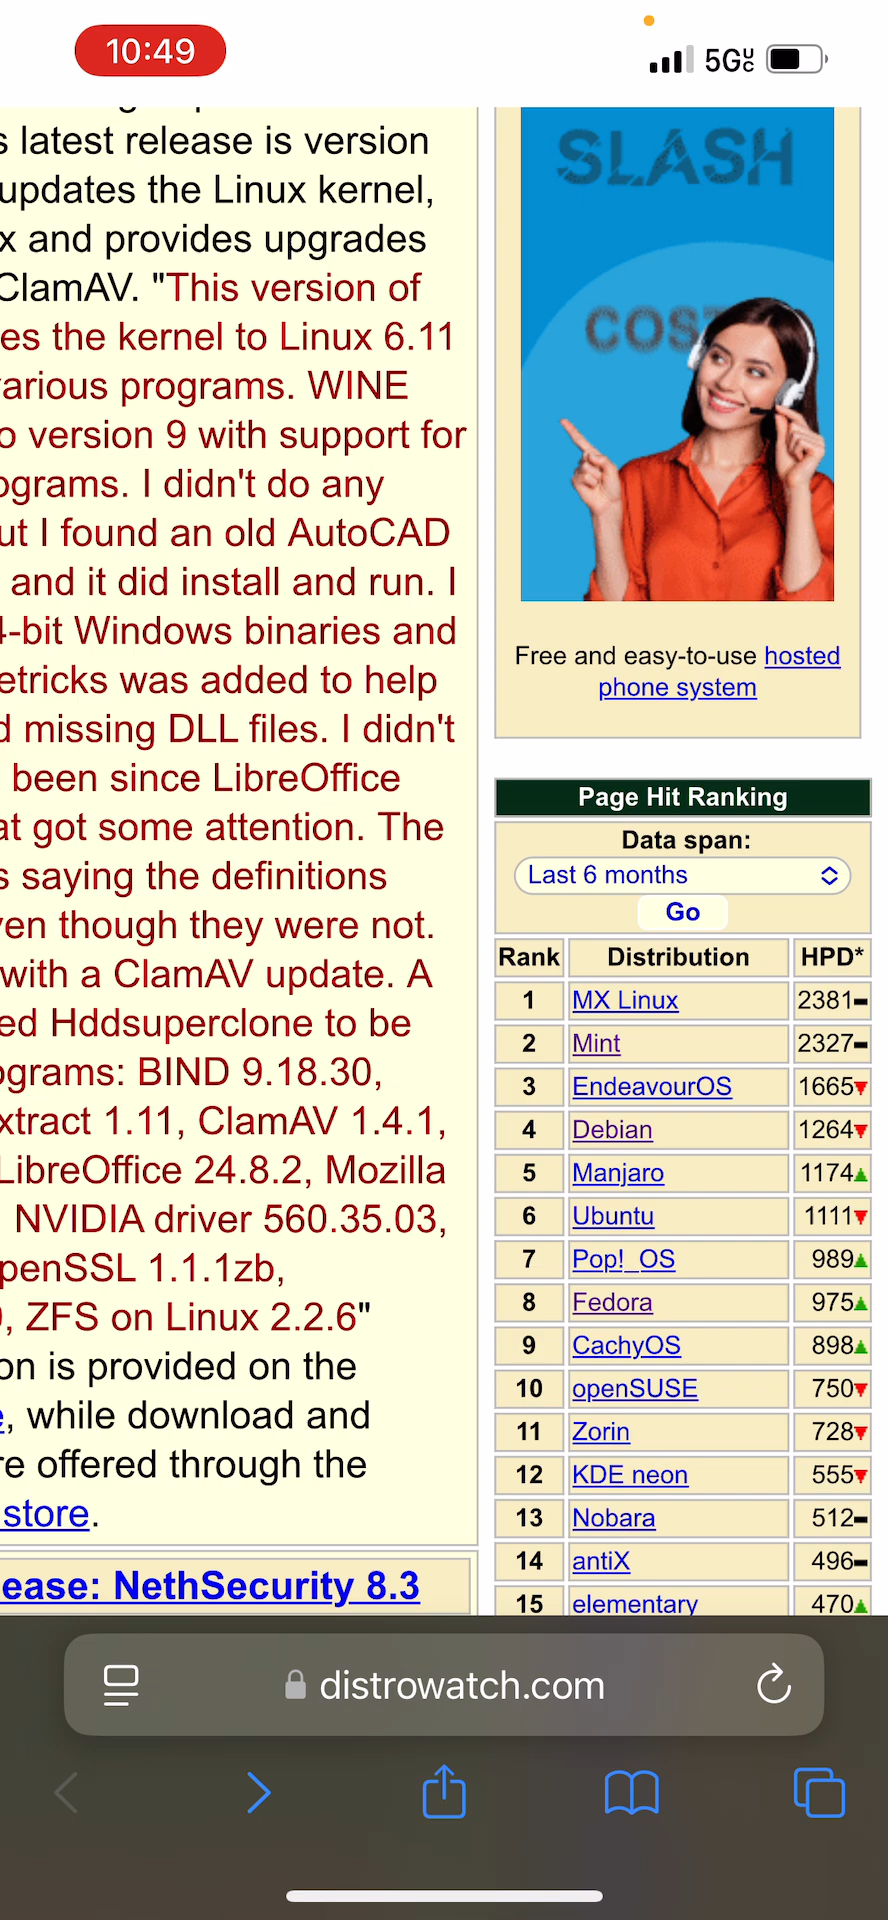 10:49
5G UC
s latest release is version
updates the Linux kernel,
x and provides upgrades
ClamAV. "This version of
es the kernel to Linux 6.11
various programs. WINE
o version 9 with support for
ograms. I didn't do any
ut I found an old AutoCAD
and it did install and run. I
4-bit Windows binaries and
etricks was added to help
d missing DLL files. I didn't
been since LibreOffice
at got some attention. The
s saying the definitions
ven though they were not.
with a ClamAV update. A
ed Hddsuperclone to be
ograms: BIND 9.18.30,
xtract 1.11, ClamAV 1.4.1,
LibreOffice 24.8.2, Mozilla
NVIDIA driver 560.35.03,
penSSL 1.1.1zb,
, ZFS on Linux 2.2.6"
on is provided on the
e, while download and
re offered through the
store.
ease: NethSecurity 8.3
SLASH
COST
Free and easy-to-use hosted
phone system
Page Hit Ranking
Data span:
Last 6 months
Go
Rank Distribution HPD*
1 MX Linux 2381
2 Mint 2327
3 EndeavourOS 1665
4 Debian 1264
5 Manjaro 1174
6 Ubuntu 1111
7 Pop!_OS 989
8 Fedora 975
9 CachyOS 898
10 openSUSE 750
11 Zorin 728
12 KDE neon 555
13 Nobara 512
14 antiX 496
15 elementary 470
distrowatch.com